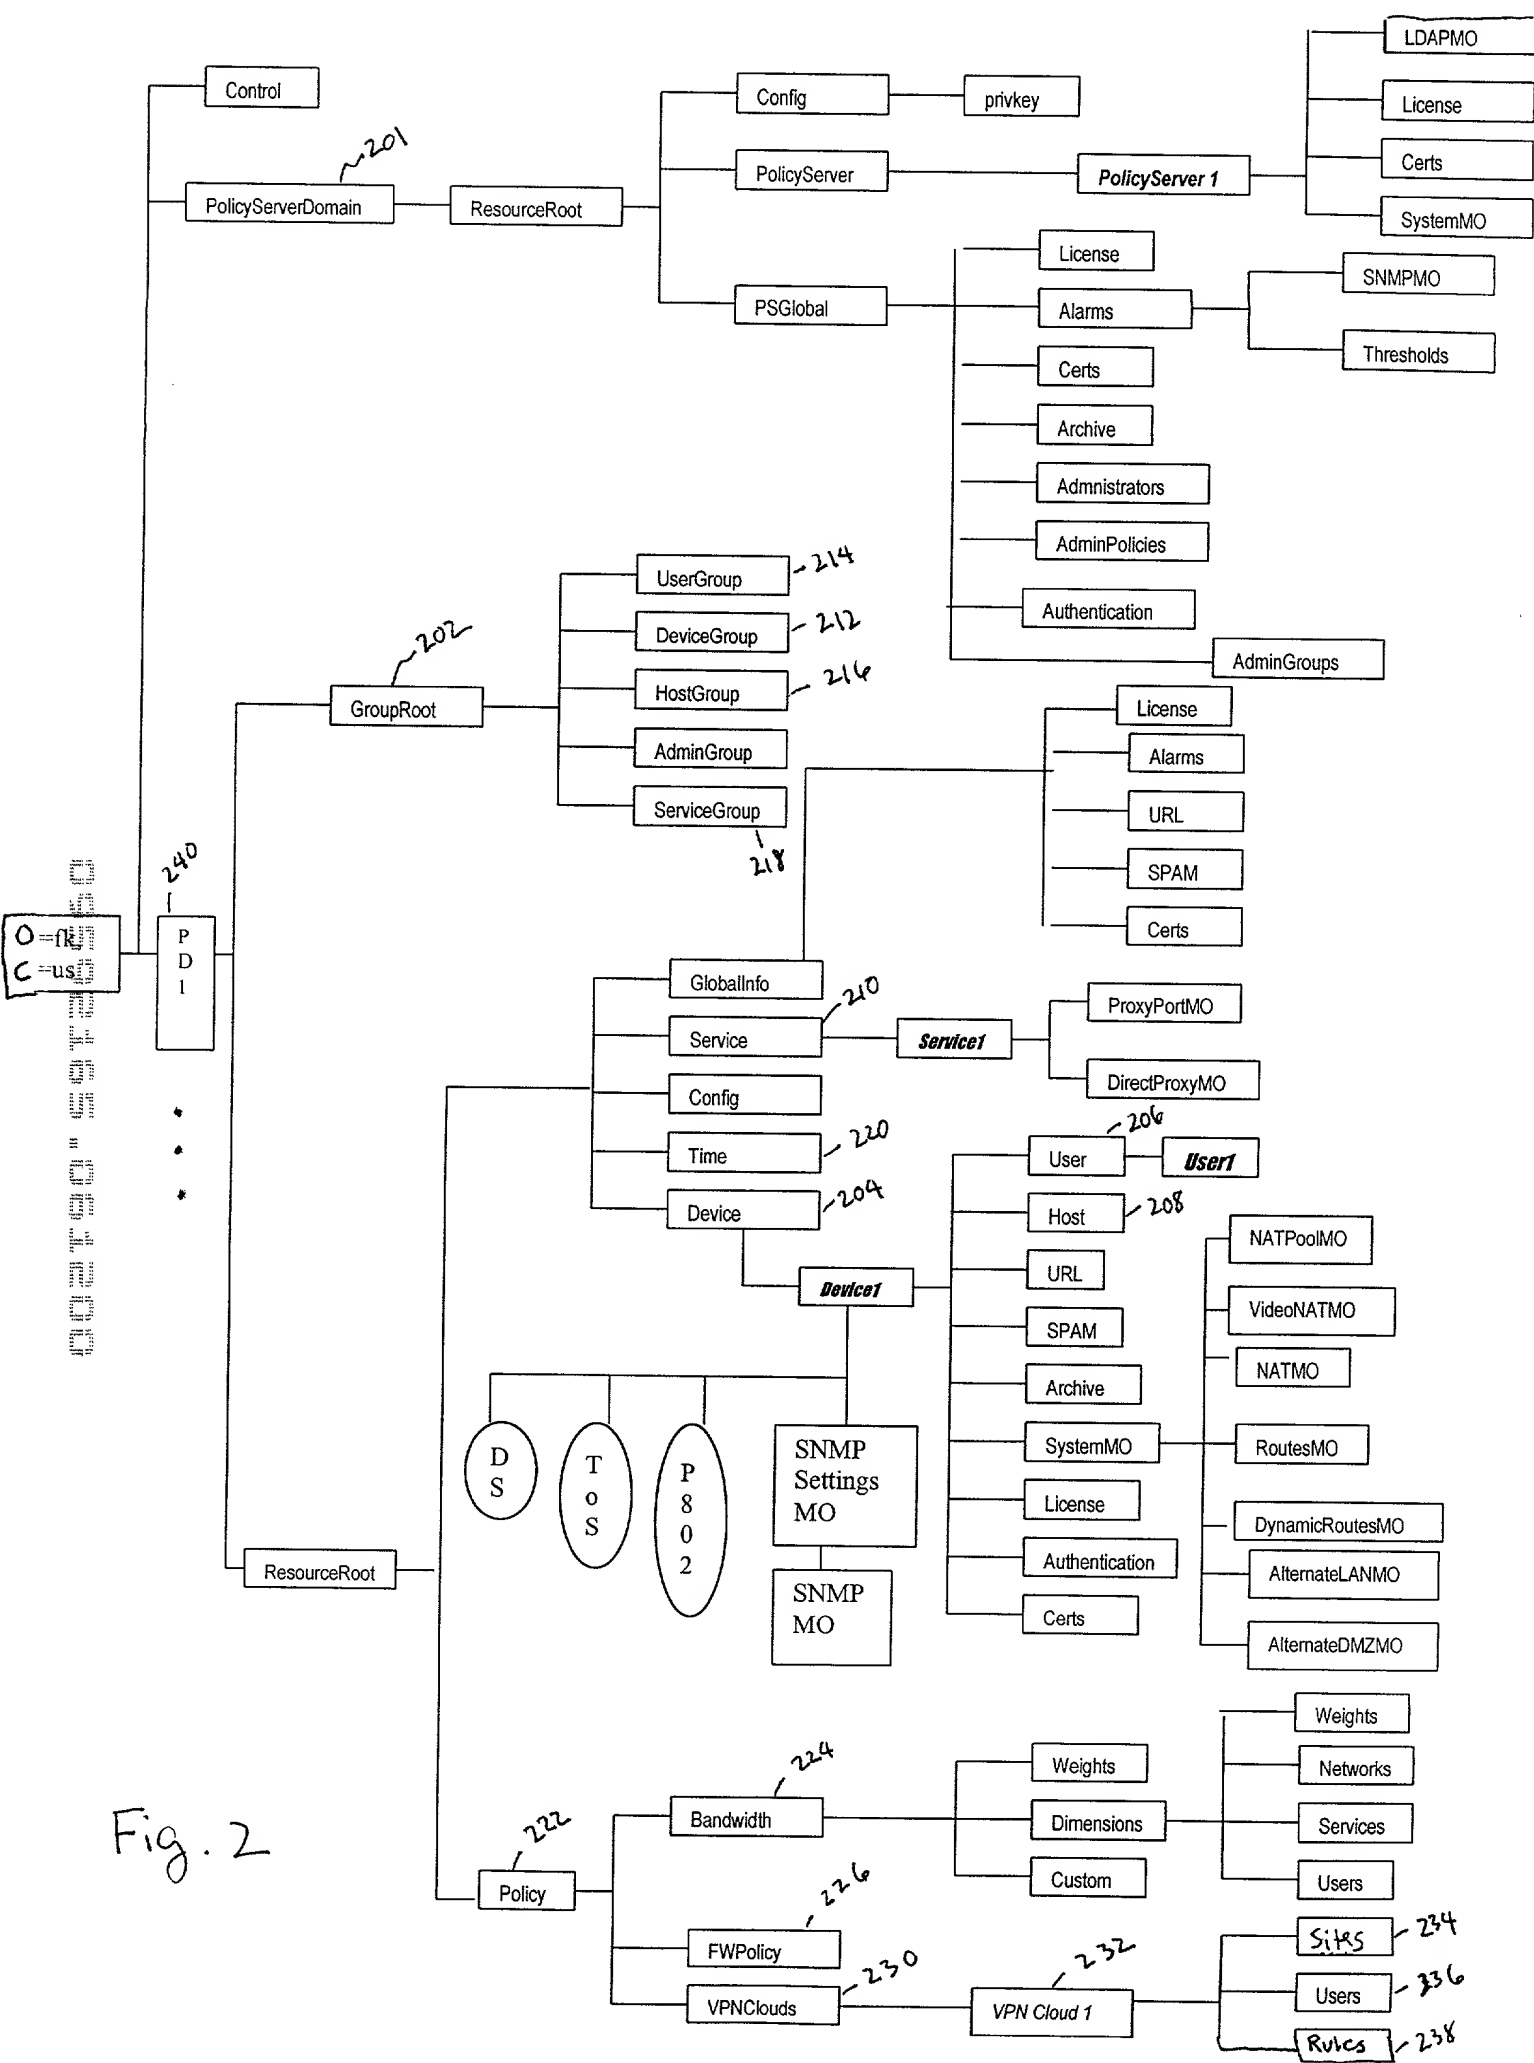 LDAPMO
Control
Config
privkey
License
201
PolicyServer
PolicyServer 1
Certs
PolicyServerDomain
ResourceRoot
SystemMO
License
SNMPMO
PSGlobal
Alarms
Thresholds
Certs
Archive
Admnistrators
AdminPolicies
UserGroup
214
Authentication
DeviceGroup
212
202
HostGroup
216
AdminGroups
GroupRoot
License
AdminGroup
Alarms
ServiceGroup
URL
218
240
SPAM
O =fk
C =us
P
D
1
Certs
GlobalInfo
210
ProxyPortMO
Service
Service1
DirectProxyMO
Config
206
Time
220
User
User1
Device
204
Host
208
NATPoolMO
URL
Device1
VideoNATMO
SPAM
NATMO
Archive
D
S
T
o
S
P
8
0
2
SNMP
Settings
MO
SystemMO
RoutesMO
License
DynamicRoutesMO
Authentication
ResourceRoot
AlternateLANMO
SNMP
MO
Certs
AlternateDMZMO
Weights
224
Weights
Networks
Bandwidth
Dimensions
Services
Fig. 2
222
Custom
Users
Policy
226
FWPolicy
Sites
234
230
232
VPNClouds
VPN Cloud 1
Users
236
Rules
238